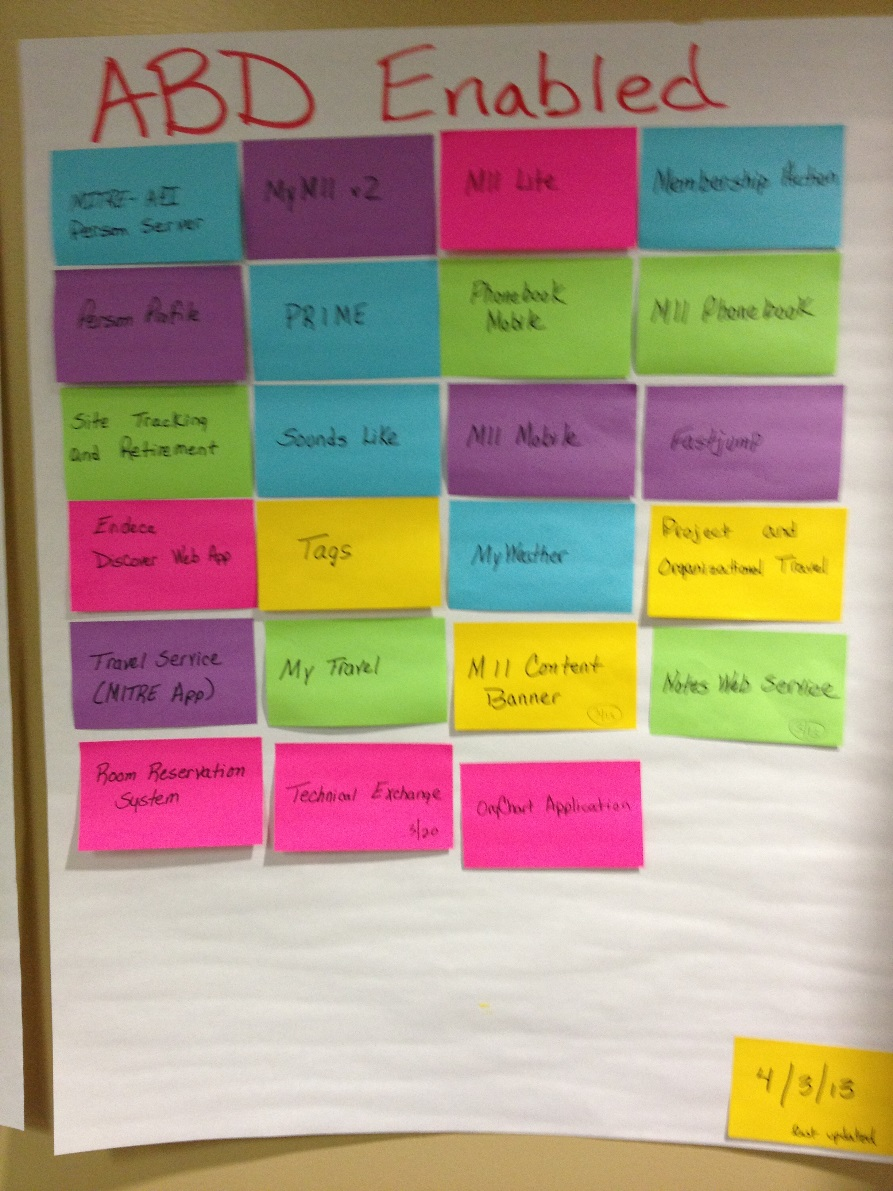 ABD Enabled
MITRE-AEI
Person Server
MyMII v2
MII Lite
Membership Action
Person Profile
PRIME
Phonebook
Mobile
MII Phonebook
Site Tracking
and Retirement
Sounds Like
MII Mobile
Fastjump
Endeca
Discover Web App
Tags
MyWeather
Project and
Organizational Travel
Travel Service
(MITRE App)
My Travel
MII Content
Banner
Notes Web Service
Room Reservation
System
Technical Exchange
3/20
OrgChart Application
4/3/13
last updated